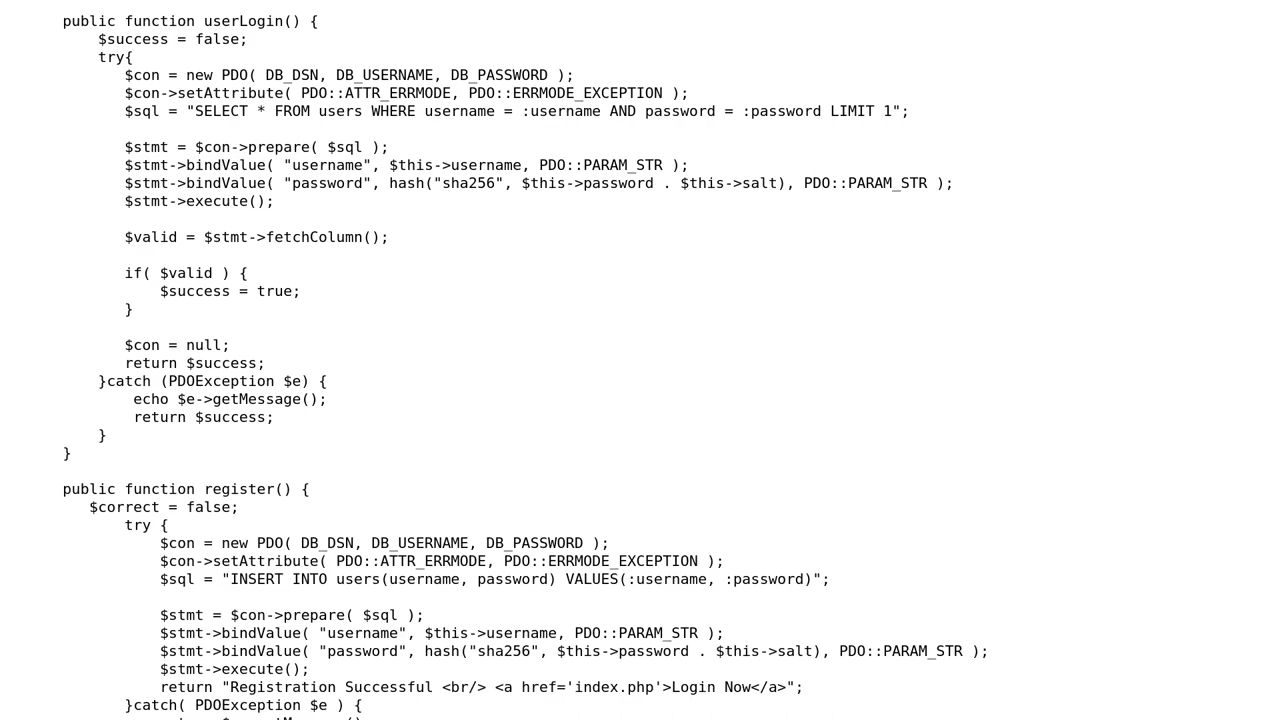 public function userLogin() {
$success = false;
try{
$con = new PDO( DB_DSN, DB_USERNAME, DB_PASSWORD );
$con->setAttribute( PDO::ATTR_ERRMODE, PDO::ERRMODE_EXCEPTION );
$sql = "SELECT * FROM users WHERE username = :username AND password = :password LIMIT 1";
$stmt = $con->prepare( $sql );
$stmt->bindValue( "username", $this->username, PDO::PARAM_STR );
$stmt->bindValue( "password", hash("sha256", $this->password . $this->salt), PDO::PARAM_STR );
$stmt->execute();
$valid = $stmt->fetchColumn();
if( $valid ) {
$success = true;
}
$con = null;
return $success;
}catch (PDOException $e) {
echo $e->getMessage();
return $success;
}
}
public function register() {
$correct = false;
try {
$con = new PDO( DB_DSN, DB_USERNAME, DB_PASSWORD );
$con->setAttribute( PDO::ATTR_ERRMODE, PDO::ERRMODE_EXCEPTION );
$sql = "INSERT INTO users(username, password) VALUES(:username, :password)";
$stmt = $con->prepare( $sql );
$stmt->bindValue( "username", $this->username, PDO::PARAM_STR );
$stmt->bindValue( "password", hash("sha256", $this->password . $this->salt), PDO::PARAM_STR );
$stmt->execute();
return "Registration Successful <br/> <a href='index.php'>Login Now</a>";
}catch( PDOException $e ) {